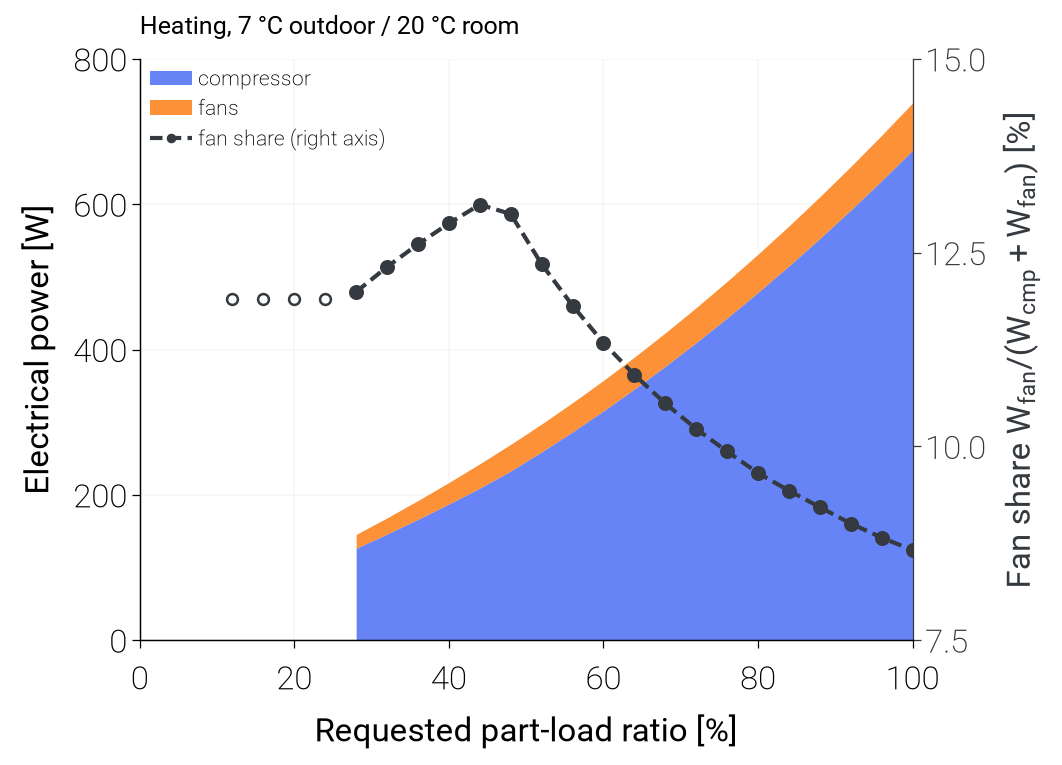 Heating, 7 °C outdoor / 20 °C room
800
600
400
200
0
Electrical power [W]
compressor
fans
fan share (right axis)
15.0
12.5
10.0
7.5
Fan share Wfan/(Wcmp + Wfan) [%]
0 20 40 60 80 100
Requested part-load ratio [%]